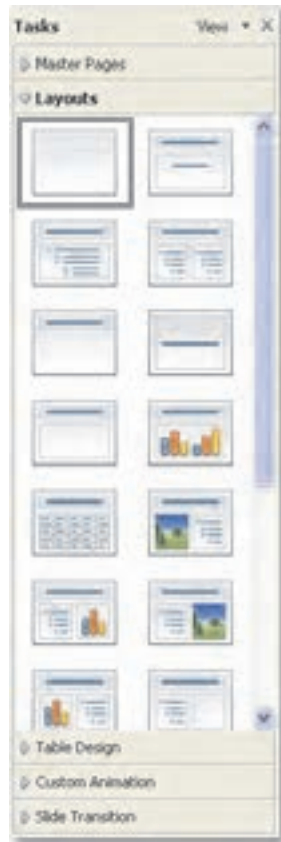 Tasks View
Master Pages
Layouts
Table Design
Custom Animation
Slide Transition